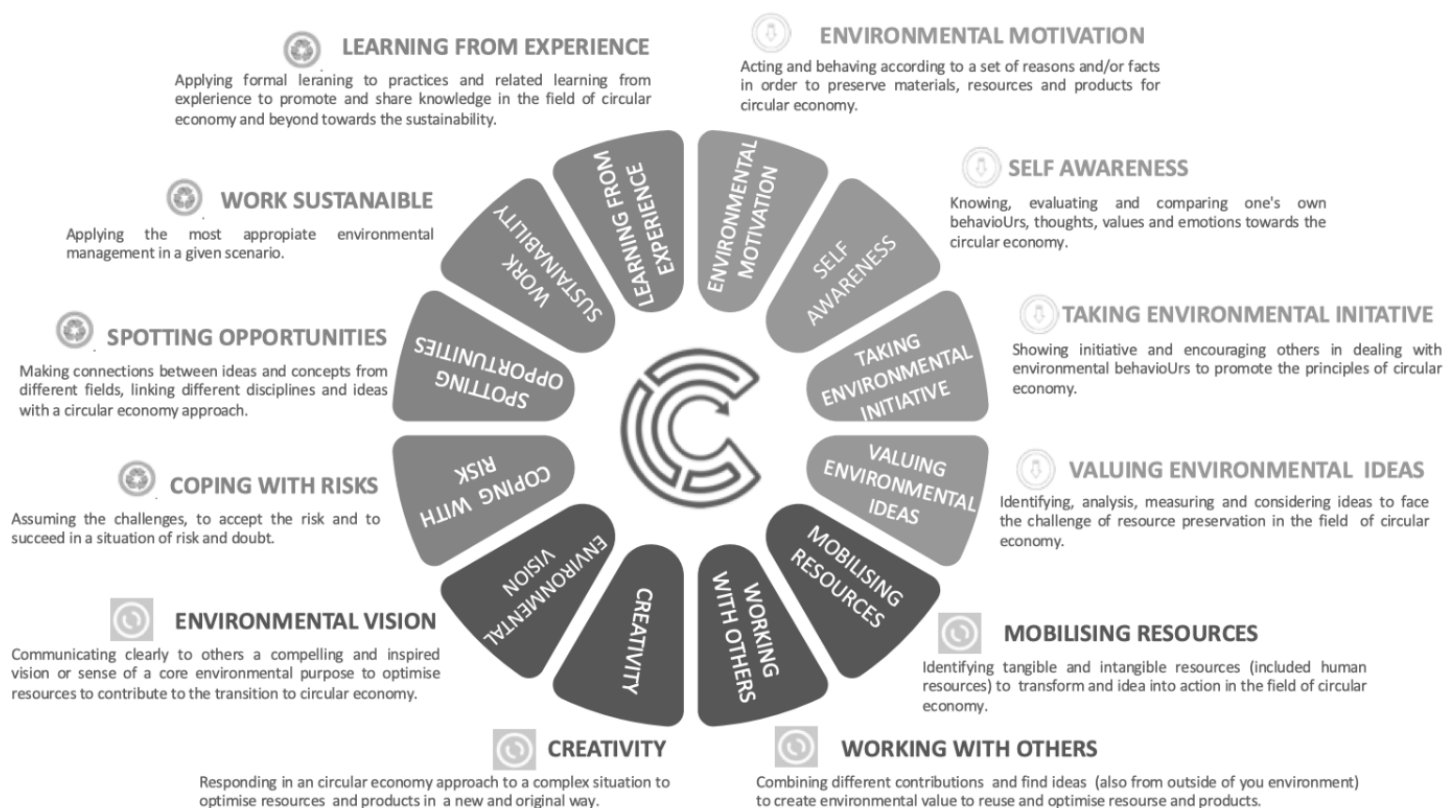 LEARNING FROM EXPERIENCE
Applying formal leraning to practices and related learning from
explerience to promote and share knowledge in the field of circular
economy and beyond towards the sustainability.
ENVIRONMENTAL MOTIVATION
Acting and behaving according to a set of reasons and/or facts
in order to preserve materials, resources and products for
circular economy.
WORK SUSTANAIBLE
Applying the most appropiate environmental
management in a given scenario.
SELF AWARENESS
Knowing, evaluating and comparing one's own
behavioUrs, thoughts, values and emotions towards the
circular economy.
SPOTTING OPPORTUNITIES
Making connections between ideas and concepts from
different fields, linking different disciplines and ideas
with a circular economy approach.
TAKING ENVIRONMENTAL INITATIVE
Showing initiative and encouraging others in dealing with
environmental behavioUrs to promote the principles of circular
economy.
COPING WITH RISKS
Assuming the challenges, to accept the risk and to
succeed in a situation of risk and doubt.
VALUING ENVIRONMENTAL IDEAS
Identifying, analysis, measuring and considering ideas to face
the challenge of resource preservation in the field of circular
economy.
ENVIRONMENTAL VISION
Communicating clearly to others a compelling and inspired
vision or sense of a core environmental purpose to optimise
resources to contribute to the transition to circular economy.
MOBILISING RESOURCES
Identifying tangible and intangible resources (included human
resources) to transform and idea into action in the field of circular
economy.
CREATIVITY
Responding in an circular economy approach to a complex situation to
optimise resources and products in a new and original way.
WORKING WITH OTHERS
Combining different contributions and find ideas (also from outside of you environment)
to create environmental value to reuse and optimise resourse and products.
ENVIRONMENTAL
MOTIVATION
SELF
AWARENESS
TAKING
ENVIRONMENTAL
INITIATIVE
VALUING
ENVIRONMENTAL
IDEAS
MOBILISING
RESOURCES
WORKING
WITH OTHERS
CREATIVITY
ENVIRONMENTAL
VISION
COPING WITH
RISK
SPOTTING
OPPORTUNITIES
WORK
SUSTAINABILITY
LEARNING FROM
EXPERIENCE